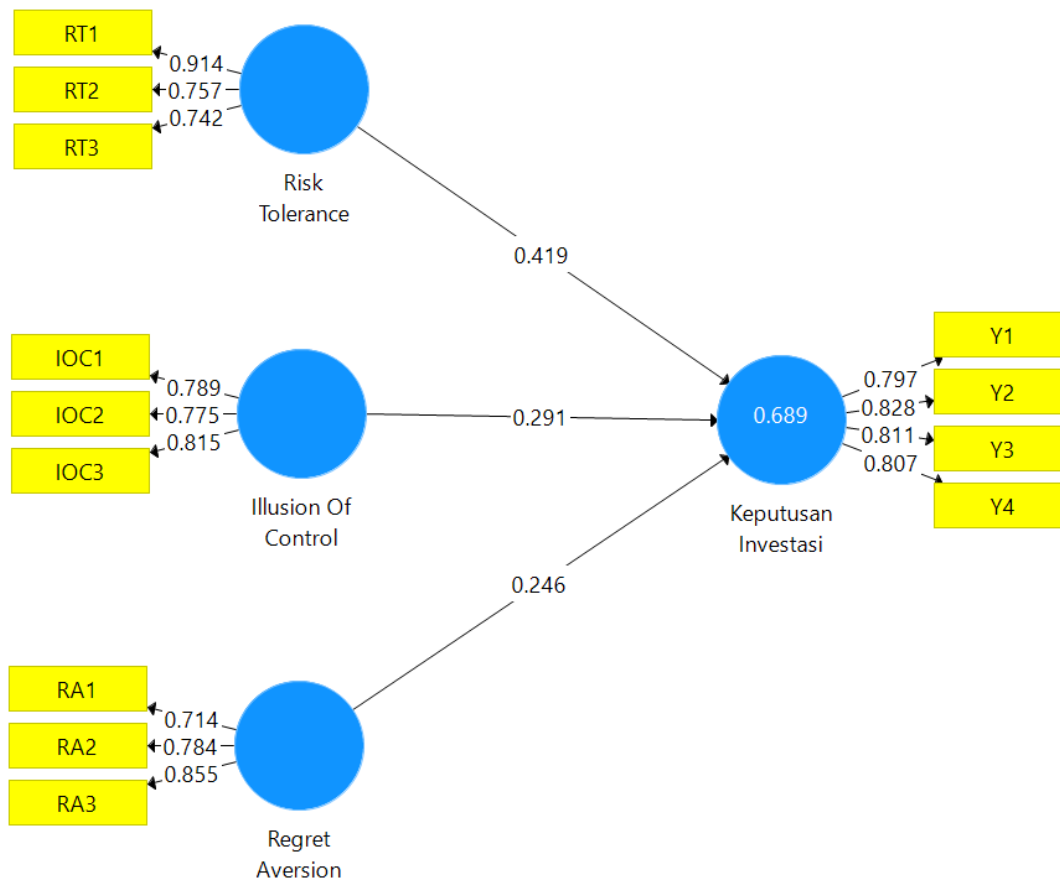 RT1
RT2
RT3
0.914
0.757
0.742
Risk
Tolerance
0.419
IOC1
IOC2
IOC3
0.789
0.775
0.815
Illusion Of
Control
0.291
RA1
RA2
RA3
0.714
0.784
0.855
Regret
Aversion
0.246
0.689
Keputusan
Investasi
0.797
0.828
0.811
0.807
Y1
Y2
Y3
Y4